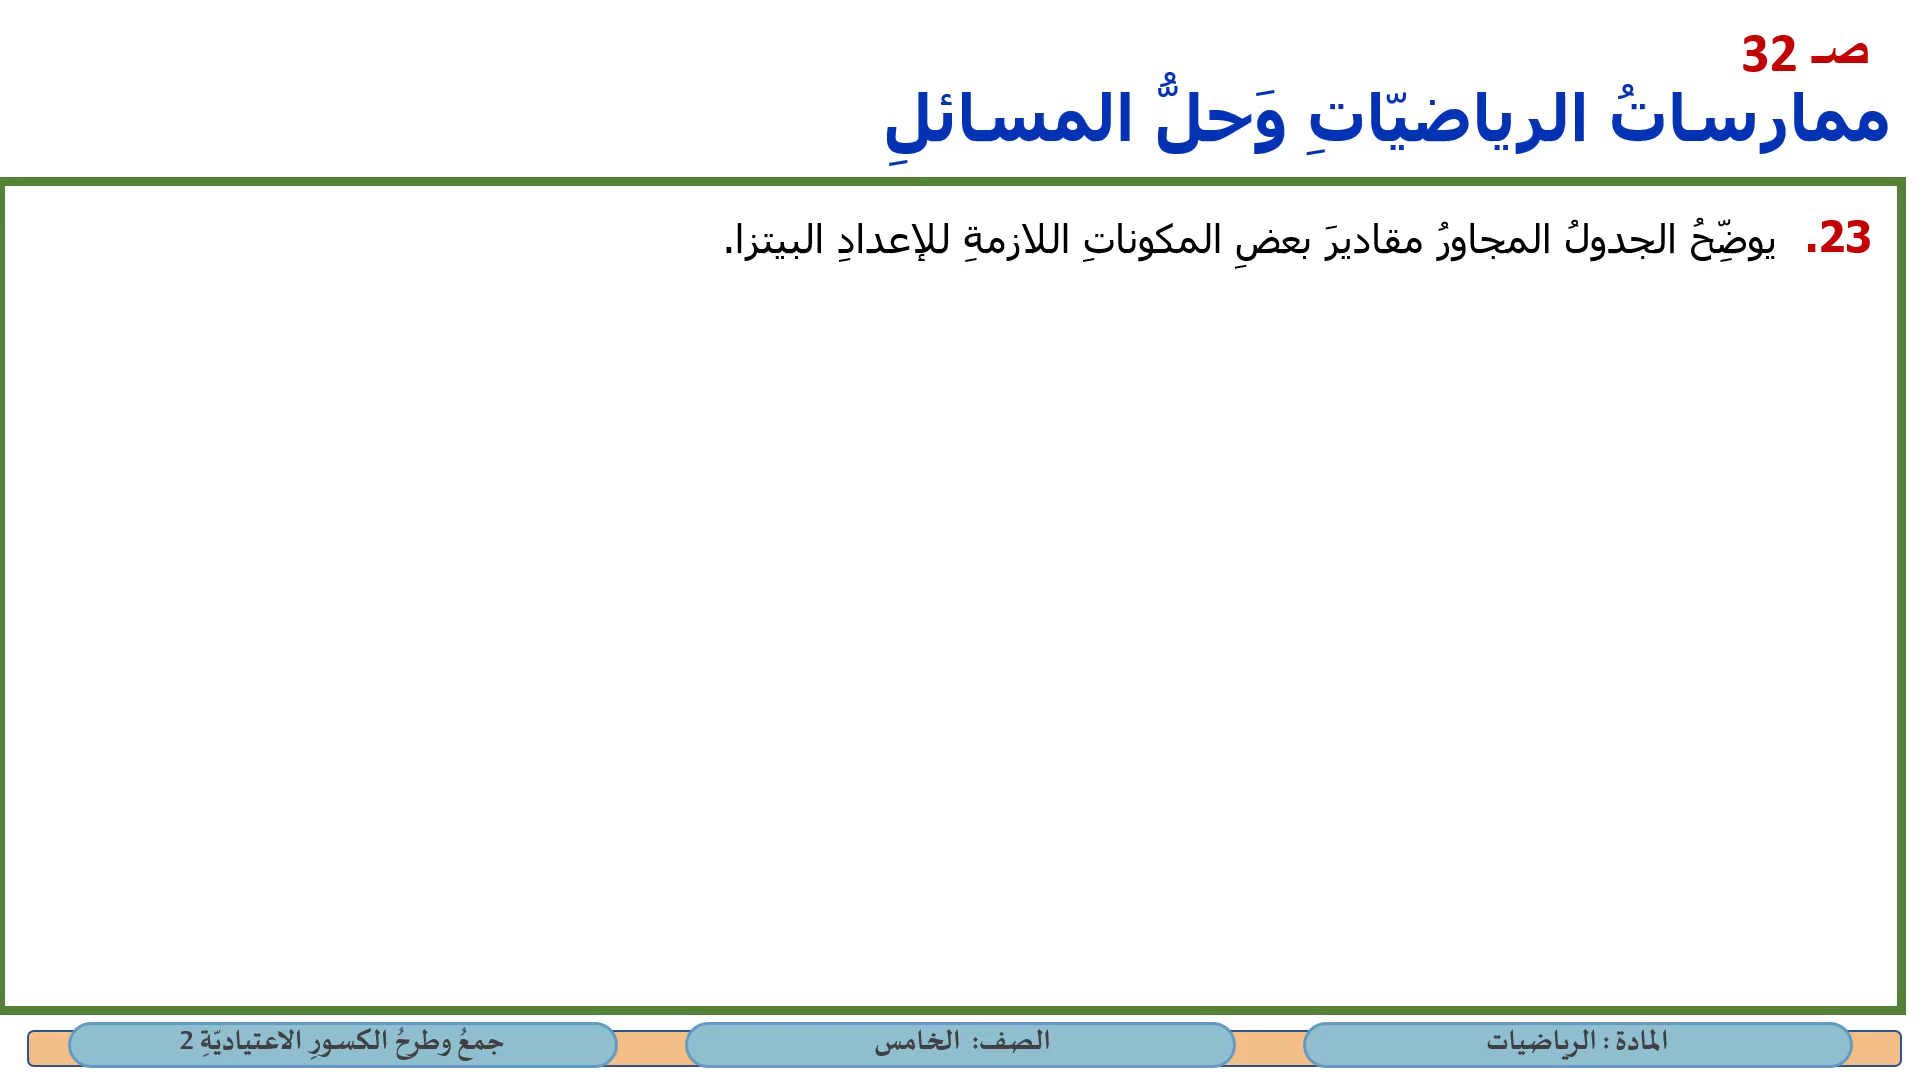 صـ 32
ممارساتُ الرياضيّاتِ وَحلُّ المسائلِ
23. يوضِّحُ الجدولُ المجاورُ مقاديرَ بعضِ المكوناتِ اللازمةِ للإعدادِ البيتزا.
المادة : الرياضيات
الصف: الخامس
جمعُ وطرحُ الكسورِ الاعتياديّةِ 2